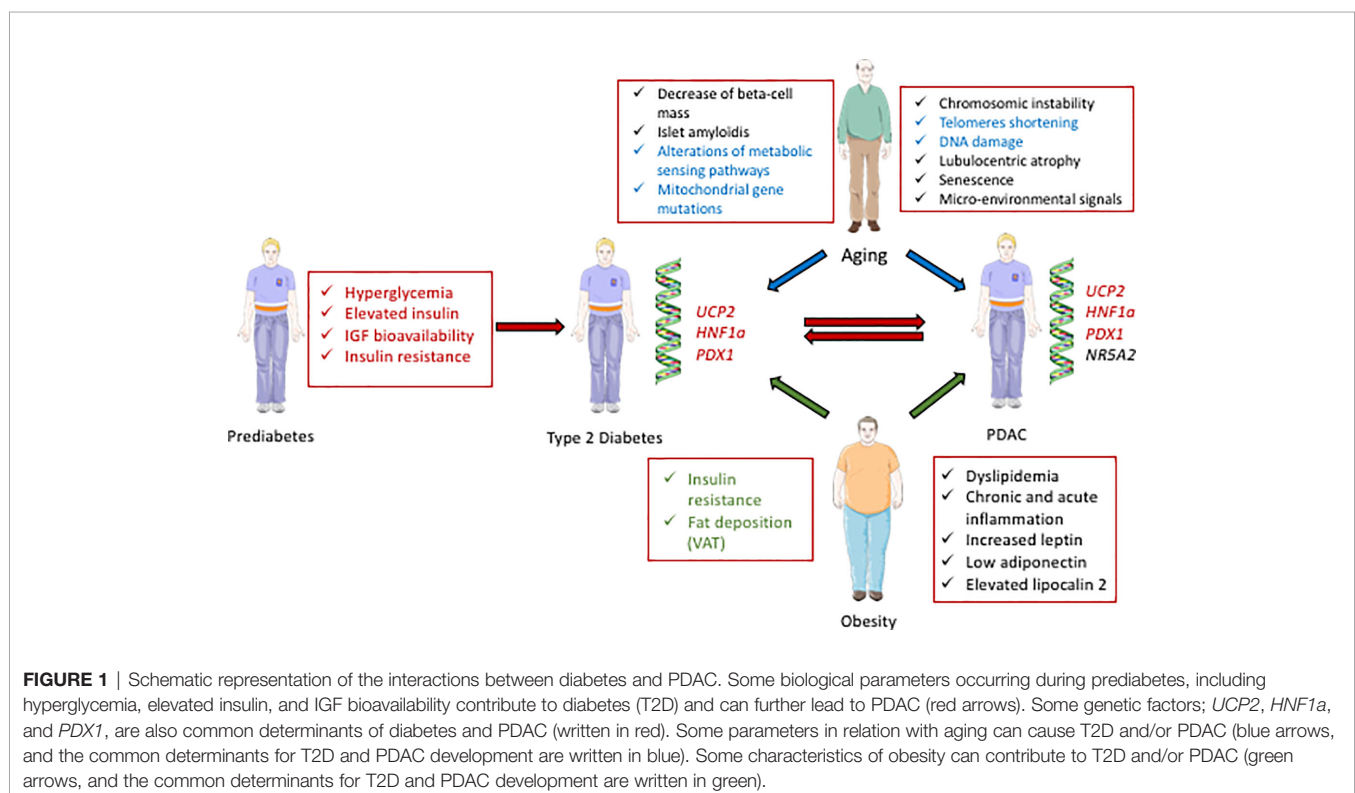 ✓ Decrease of beta-cell
mass
✓ Islet amyloïdis
✓ Alterations of metabolic
sensing pathways
✓ Mitochondrial gene
mutations
✓ Chromosomic instability
✓ Telomeres shortening
✓ DNA damage
✓ Lubulocentric atrophy
✓ Senescence
✓ Micro-environmental signals
Aging
✓ Hyperglycemia
✓ Elevated insulin
✓ IGF bioavailability
✓ Insulin resistance
UCP2
HNF1a
PDX1
UCP2
HNF1a
PDX1
NR5A2
Prediabetes
Type 2 Diabetes
PDAC
✓ Insulin
resistance
✓ Fat deposition
(VAT)
✓ Dyslipidemia
✓ Chronic and acute
inflammation
✓ Increased leptin
✓ Low adiponectin
✓ Elevated lipocalin 2
Obesity
FIGURE 1 | Schematic representation of the interactions between diabetes and PDAC. Some biological parameters occurring during prediabetes, including
hyperglycemia, elevated insulin, and IGF bioavailability contribute to diabetes (T2D) and can further lead to PDAC (red arrows). Some genetic factors; UCP2, HNF1a,
and PDX1, are also common determinants of diabetes and PDAC (written in red). Some parameters in relation with aging can cause T2D and/or PDAC (blue arrows,
and the common determinants for T2D and PDAC development are written in blue). Some characteristics of obesity can contribute to T2D and/or PDAC (green
arrows, and the common determinants for T2D and PDAC development are written in green).